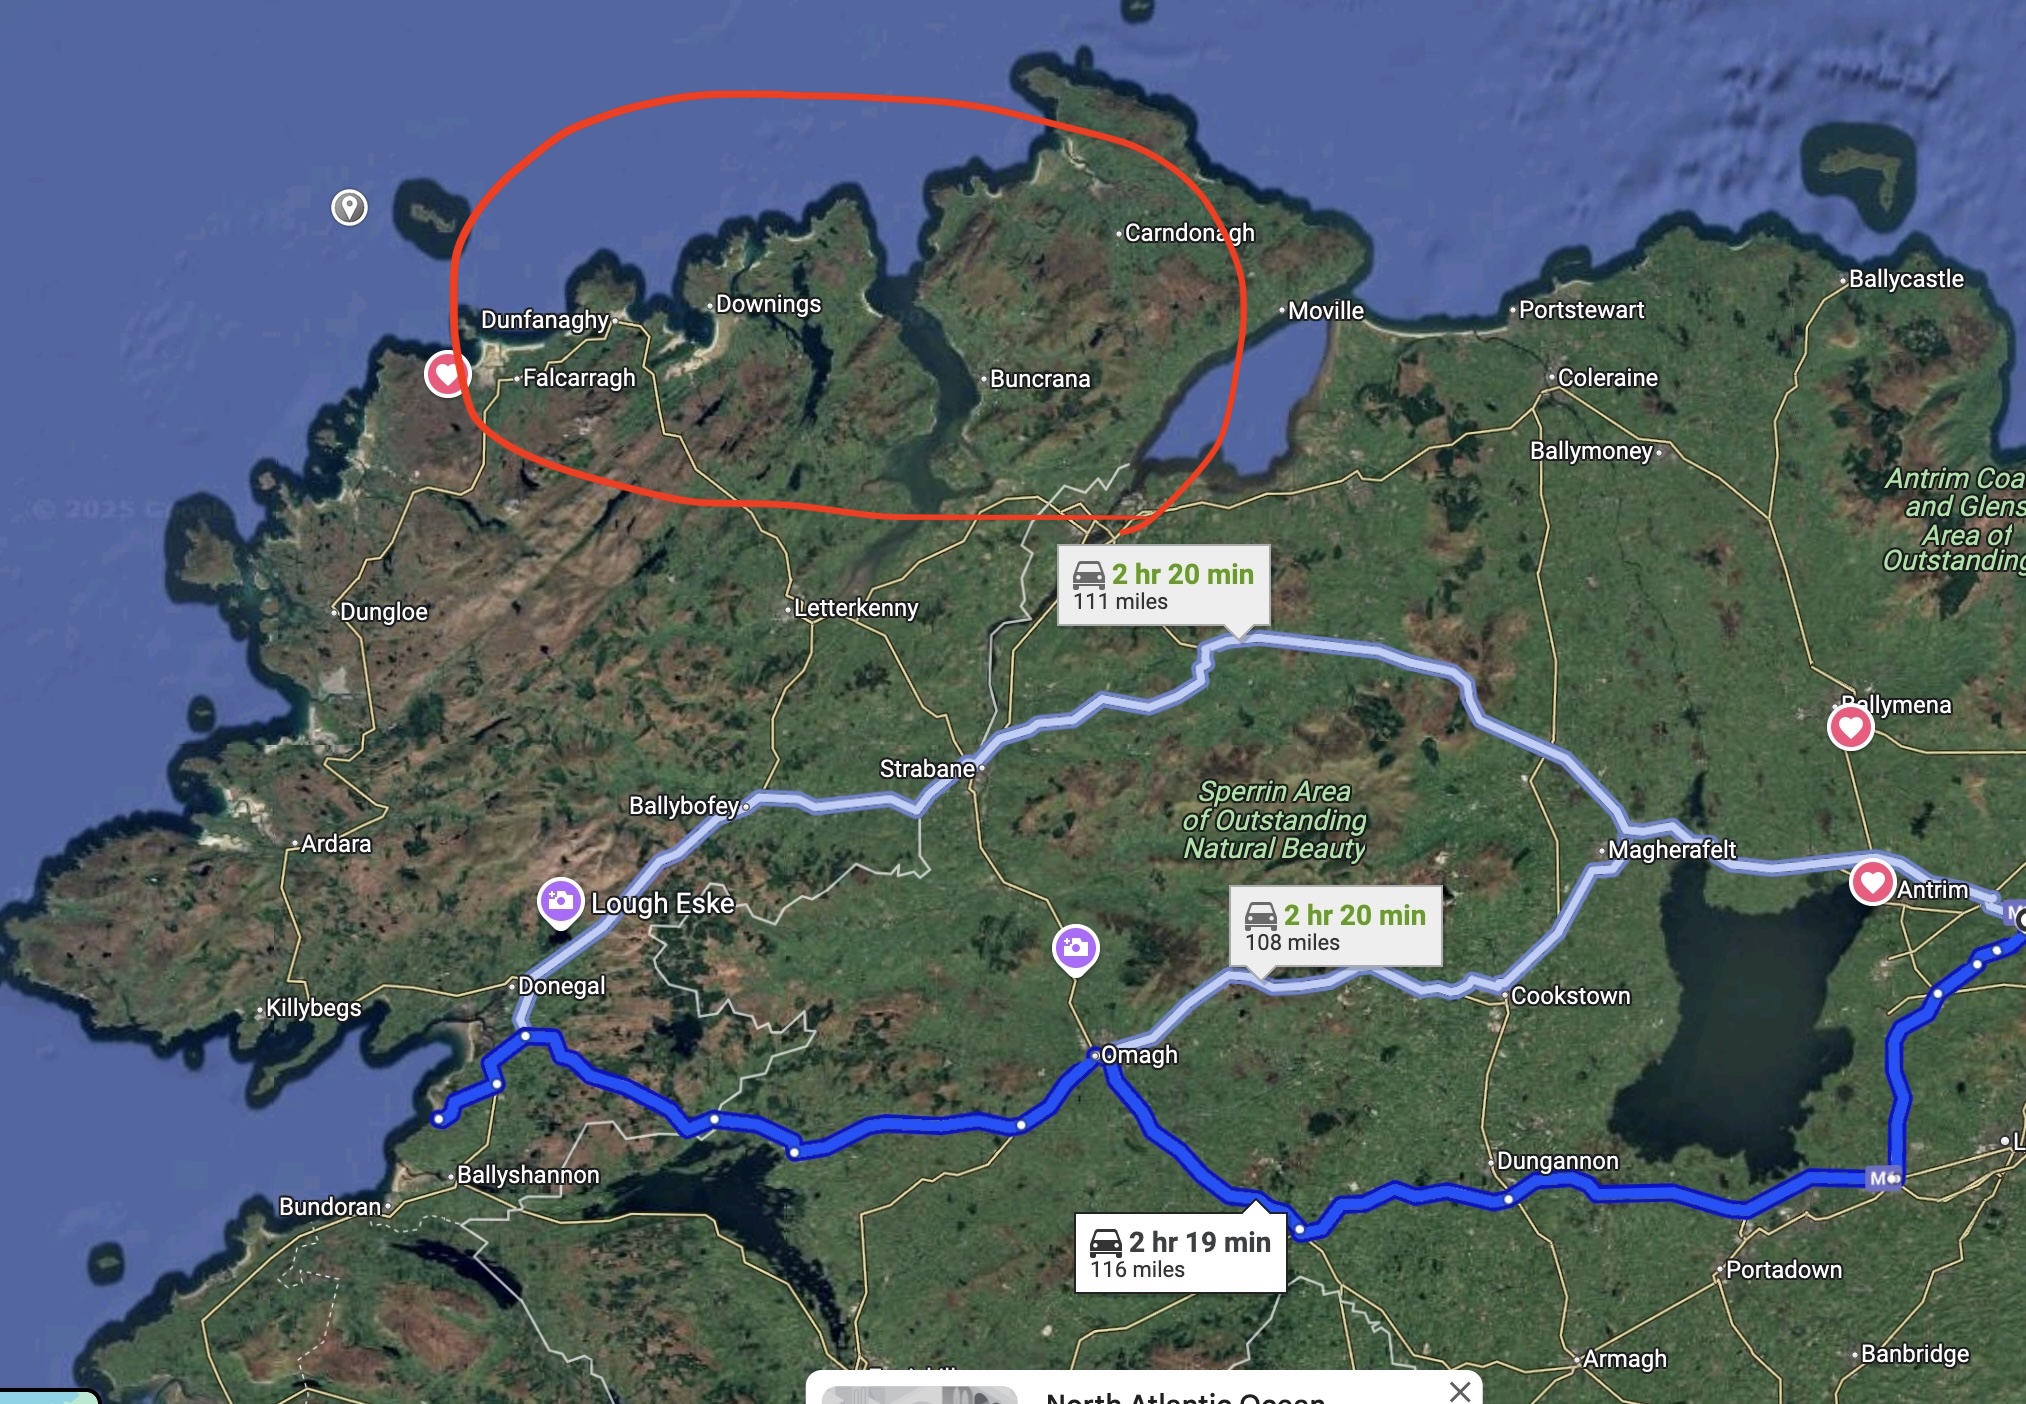 Carndonagh
Ballycastle
Dunfanaghy
Downings
Moville
Portstewart
Falcarragh
Buncrana
Coleraine
Ballymoney
Antrim Coa
and Glens
Area of
Outstanding
© 2025 Google
2 hr 20 min
111 miles
Dungloe
Letterkenny
Ballymena
Strabane
Ballybofey
Sperrin Area
of Outstanding
Natural Beauty
Ardara
Magherafelt
Antrim
Lough Eske
2 hr 20 min
108 miles
Donegal
Killybegs
Cookstown
Omagh
L
Ballyshannon
Dungannon
Bundoran
2 hr 19 min
116 miles
Portadown
Armagh
Banbridge
North Atlantic Ocean